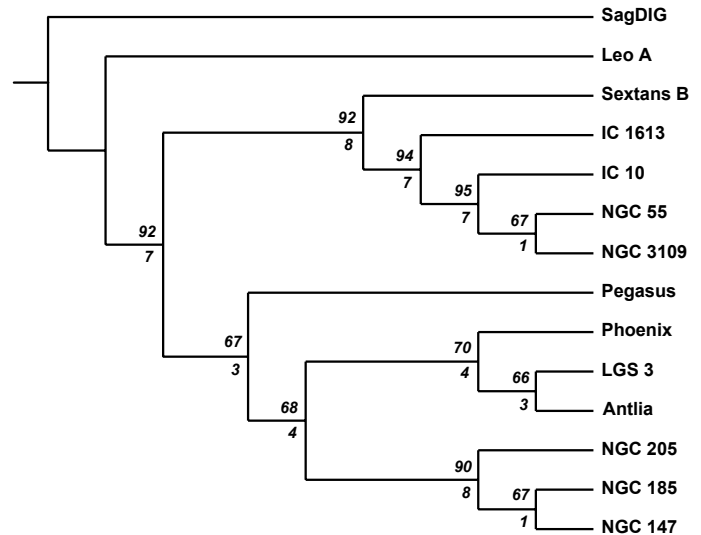 SagDIG
Leo A
Sextans B
92
8
IC 1613
94
7
IC 10
95
7
NGC 55
67
1
NGC 3109
92
7
Pegasus
67
3
Phoenix
70
4
LGS 3
66
3
Antlia
68
4
NGC 205
90
8
NGC 185
67
1
NGC 147